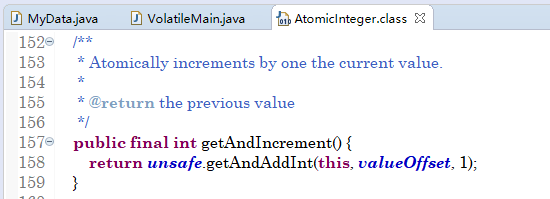 MyData.java VolatileMain.java AtomicInteger.class
152 /**
153 * Atomically increments by one the current value.
154 *
155 * @return the previous value
156 */
157 public final int getAndIncrement() {
158 return unsafe.getAndAddInt(this, valueOffset, 1);
159 }